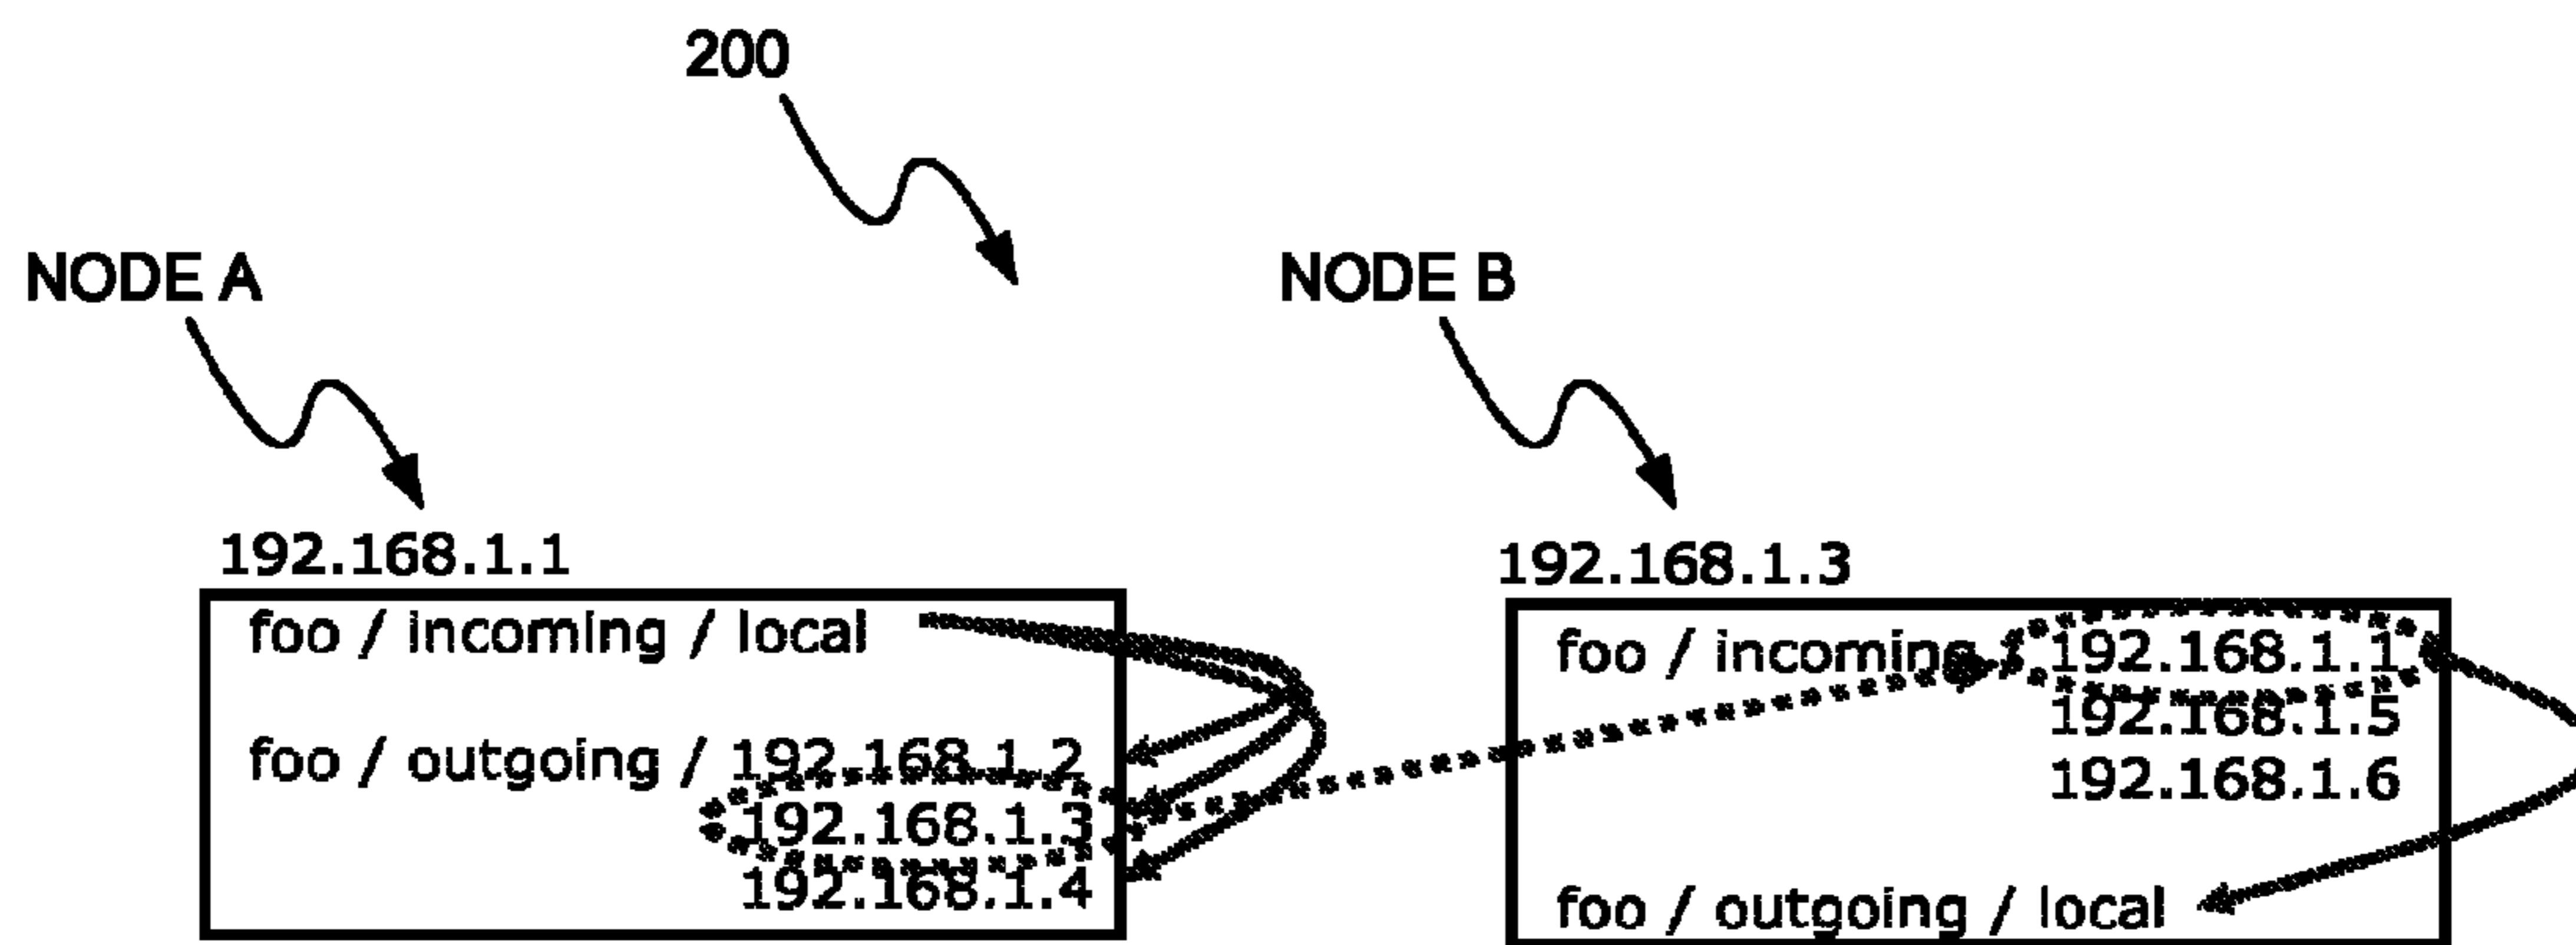 200
NODE A
NODE B
192.168.1.1
foo / incoming / local
foo / outgoing / 192.168.1.2
192.168.1.3
192.168.1.4
192.168.1.3
foo / incoming / 192.168.1.1
192.168.1.5
192.168.1.6
foo / outgoing / local